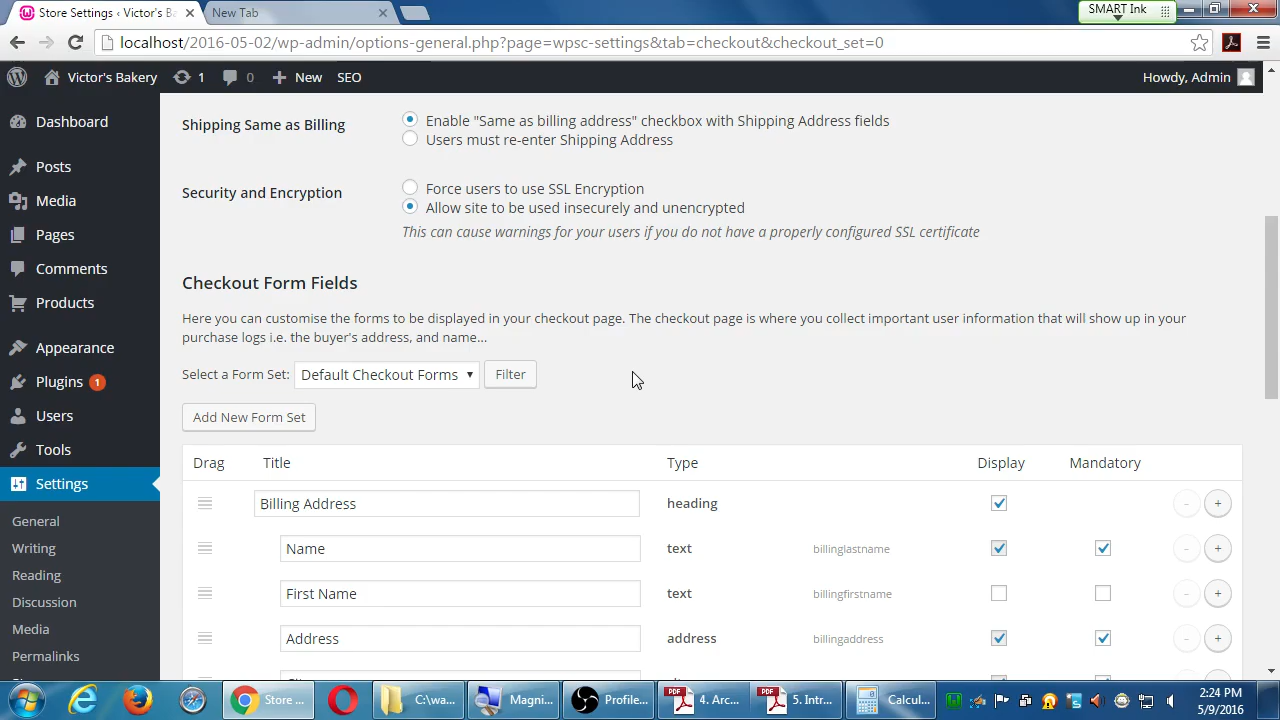 Store Settings ‹ Victor's Ba
New Tab
SMART Ink
localhost/2016-05-02/wp-admin/options-general.php?page=wpsc-settings&tab=checkout&checkout_set=0
Victor's Bakery
1
0
New
SEO
Howdy, Admin
Dashboard
Posts
Media
Pages
Comments
Products
Appearance
Plugins 1
Users
Tools
Settings
General
Writing
Reading
Discussion
Media
Permalinks
Shipping Same as Billing
Enable "Same as billing address" checkbox with Shipping Address fields
Users must re-enter Shipping Address
Security and Encryption
Force users to use SSL Encryption
Allow site to be used insecurely and unencrypted
This can cause warnings for your users if you do not have a properly configured SSL certificate
Checkout Form Fields
Here you can customise the forms to be displayed in your checkout page. The checkout page is where you collect important user information that will show up in your
purchase logs i.e. the buyer's address, and name...
Select a Form Set: Default Checkout Forms Filter
Add New Form Set
Drag Title Type Display Mandatory
Billing Address heading - +
Name text billinglastname - +
First Name text billingfirstname - +
Address address billingaddress - +
Store ...
C:\wa...
Magni...
Profile...
4. Arc...
5. Intr...
Calcul...
2:24 PM
5/9/2016